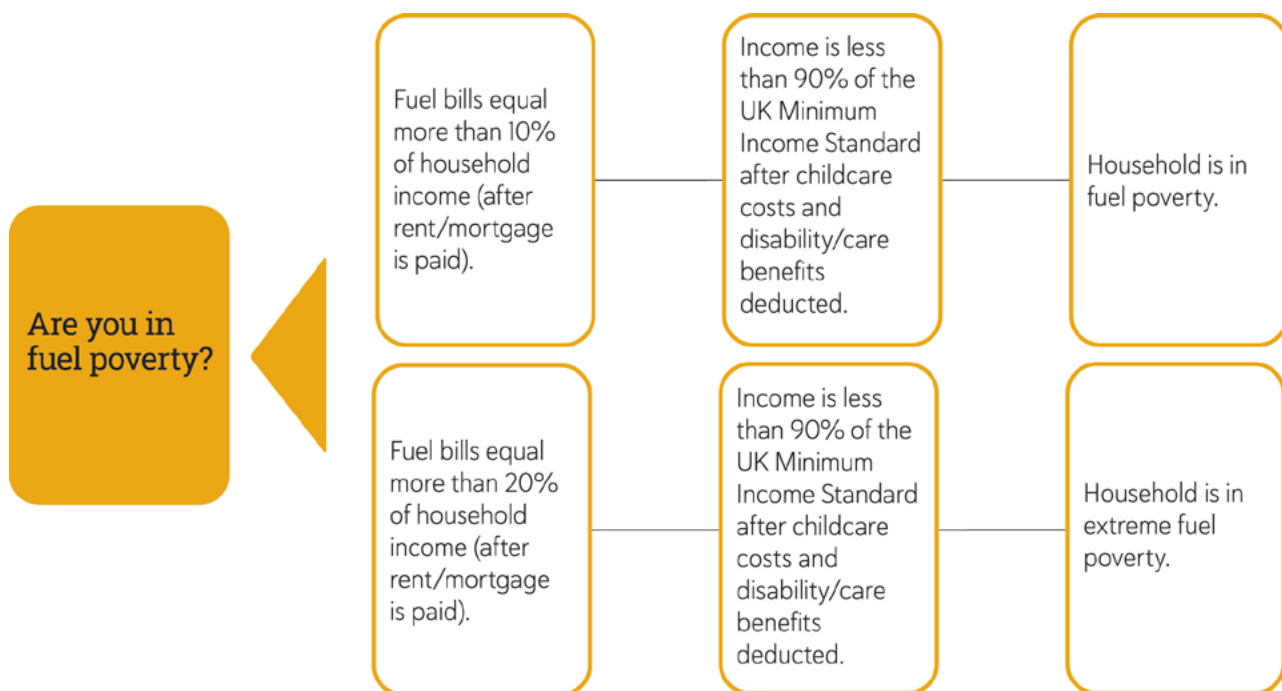 Are you in
fuel poverty?
Fuel bills equal
more than 10%
of household
income (after
rent/mortgage
is paid).
Income is less
than 90% of the
UK Minimum
Income Standard
after childcare
costs and
disability/care
benefits
deducted.
Household is in
fuel poverty.
Fuel bills equal
more than 20%
of household
income (after
rent/mortgage
is paid).
Income is less
than 90% of the
UK Minimum
Income Standard
after childcare
costs and
disability/care
benefits
deducted.
Household is in
extreme fuel
poverty.